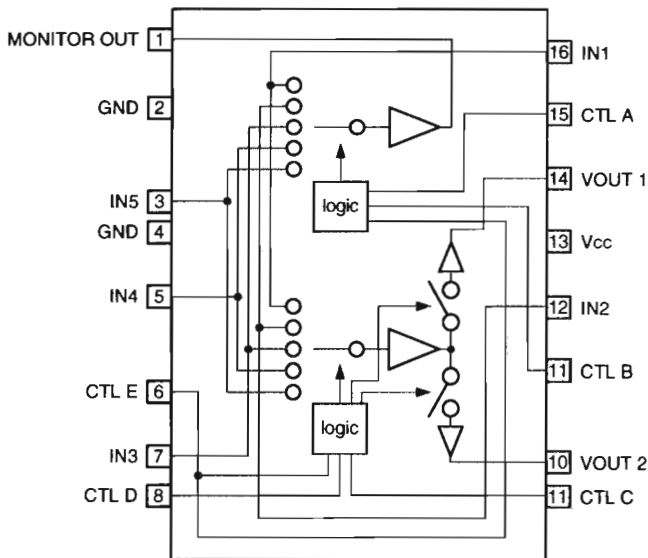 MONITOR OUT 1
GND 2
IN5 3
GND 4
IN4 5
CTL E 6
IN3 7
CTL D 8
logic
logic
16 IN1
15 CTL A
14 VOUT 1
13 Vcc
12 IN2
11 CTL B
10 VOUT 2
11 CTL C